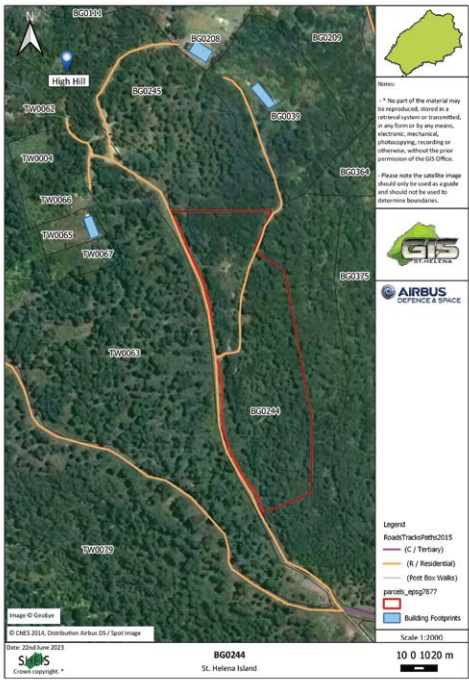 N
BG0111
BG0208
BG0209
High Hill
BG0245
TW0062
BG0039
TW0004
BG0364
TW0066
TW0065
TW0067
BG0375
TW0063
BG0244
TW0079
Image © GeoEye
© CNES 2014, Distribution Airbus DS / Spot Image
Notes:
- * No part of the material may
be reproduced, stored in a
retrieval system or transmitted,
in any form or by any means,
electronic, mechanical,
photocopying, recording or
otherwise, without the prior
permission of the GIS Office.
- Please note the satellite image
should only be used as a guide
and should not be used to
determine boundaries.
GIS
ST.HELENA
AIRBUS
DEFENCE & SPACE
Legend
RoadsTracksPaths2015
(C / Tertiary)
(R / Residential)
(Post Box Walks)
parcels_epsg7877
Building Footprints
Scale 1:2000
Date: 22nd June 2023
SHEIS
Crown copyright. *
BG0244
St. Helena Island
10 0 1020 m